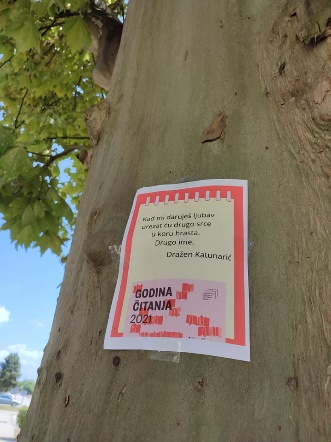 Kad mi daruješ ljubav
urezat ću drugo srce
u koru hrasta.
Drugo ime.
Dražen Katunarić
GODINA
ČITANJA
2021